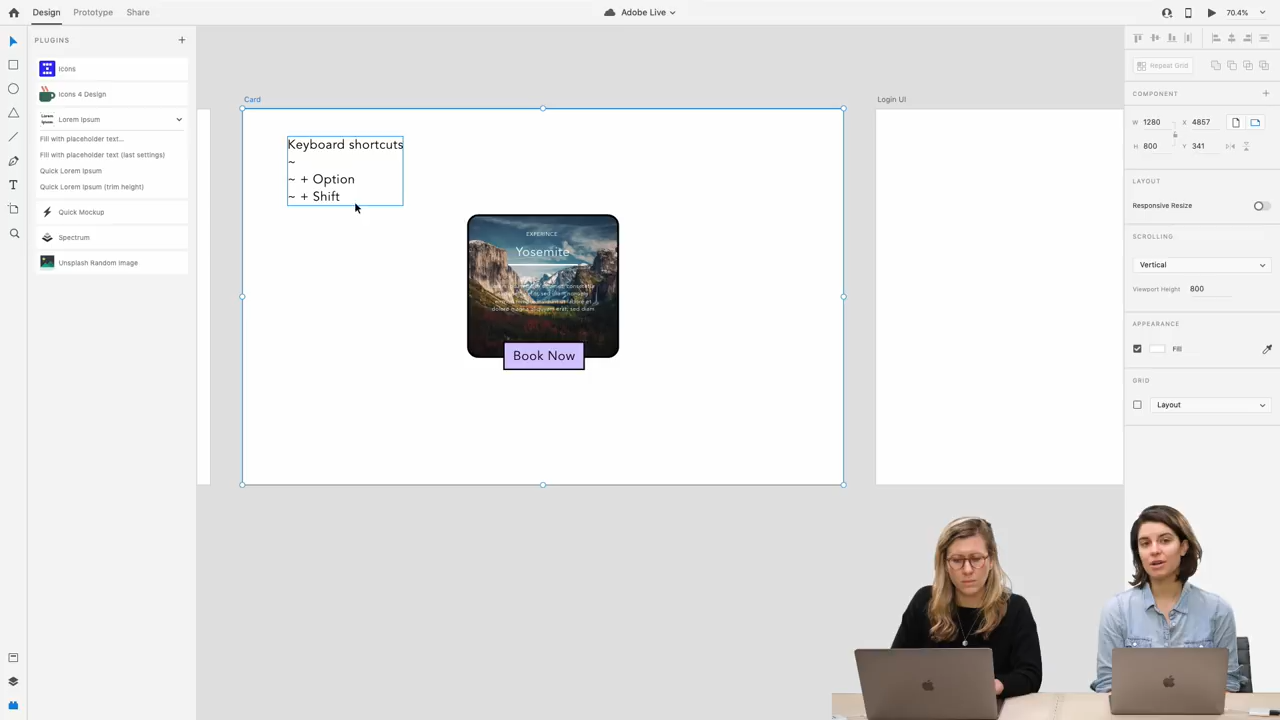 Design Prototype Share
Adobe Live
70.4%
PLUGINS
Icons
Icons 4 Design
Lorem Ipsum
Lorem Ipsum
Fill with placeholder text...
Fill with placeholder text (last settings)
Quick Lorem Ipsum
Quick Lorem Ipsum (trim height)
Quick Mockup
Spectrum
Unsplash Random Image
Card
Keyboard shortcuts
~
~ + Option
~ + Shift
EXPERINCE
Yosemite
Book Now
Login UI
Repeat Grid
COMPONENT
W 1280 X 4857
H 800 Y 341
LAYOUT
Responsive Resize
SCROLLING
Vertical
Viewport Height 800
APPEARANCE
Fill
GRID
Layout